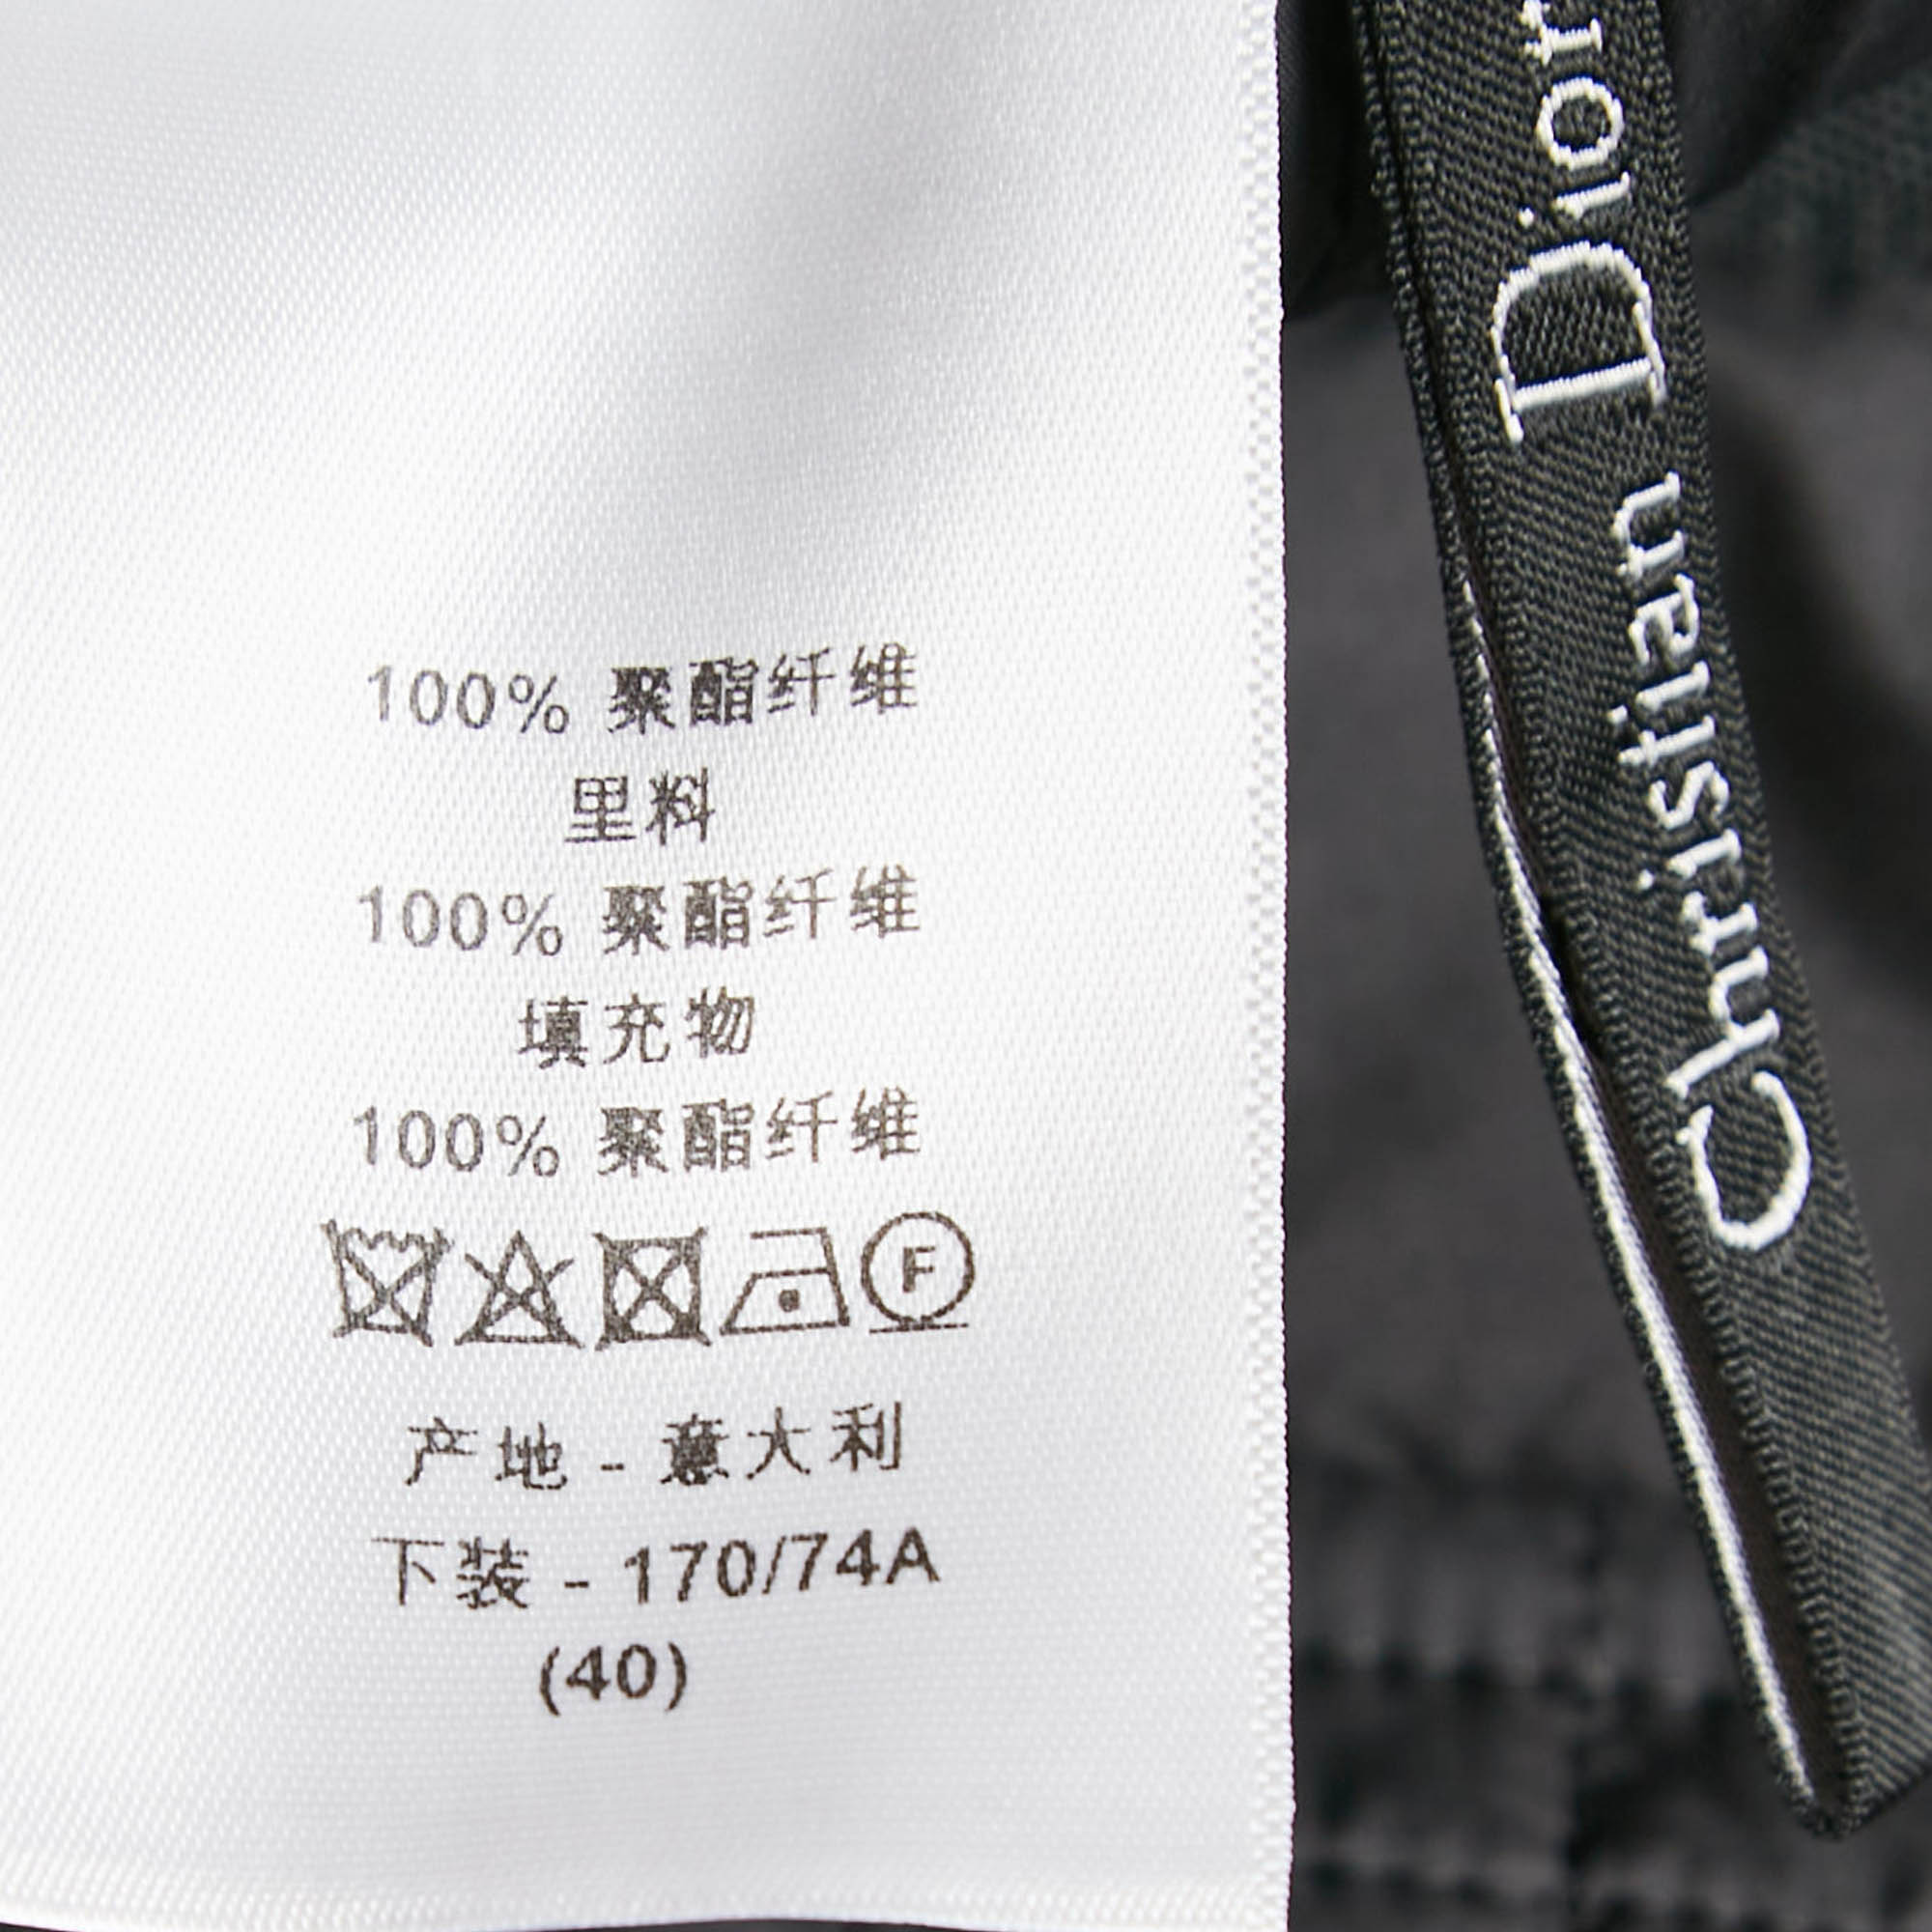 100% 聚酯纤维
里料
100% 聚酯纤维
填充物
100% 聚酯纤维
F
产地 - 意大利
下装 - 170/74A
(40)
Christian Dior